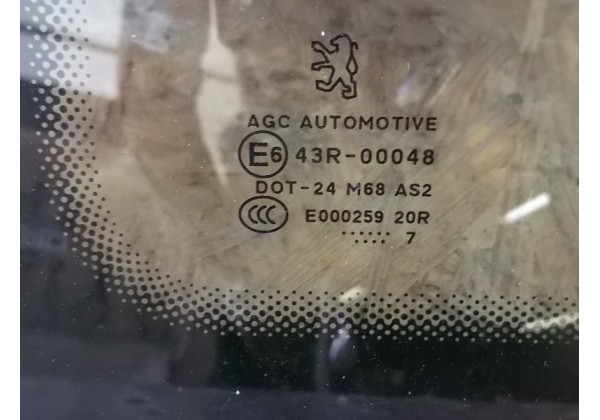 AGC AUTOMOTIVE
E6 43R-00048
DOT-24 M68 AS2
CCC E000259 20R
...... 7